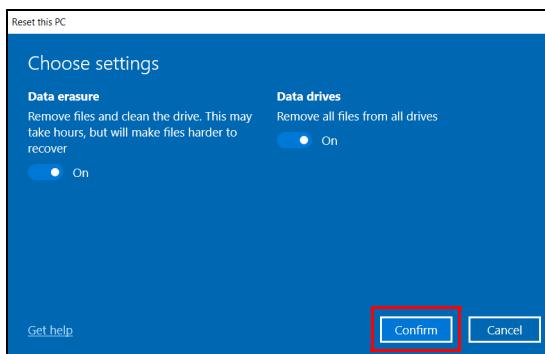 Reset this PC
Choose settings
Data erasure
Remove files and clean the drive. This may
take hours, but will make files harder to
recover
On
Data drives
Remove all files from all drives
On
Get help
Confirm
Cancel